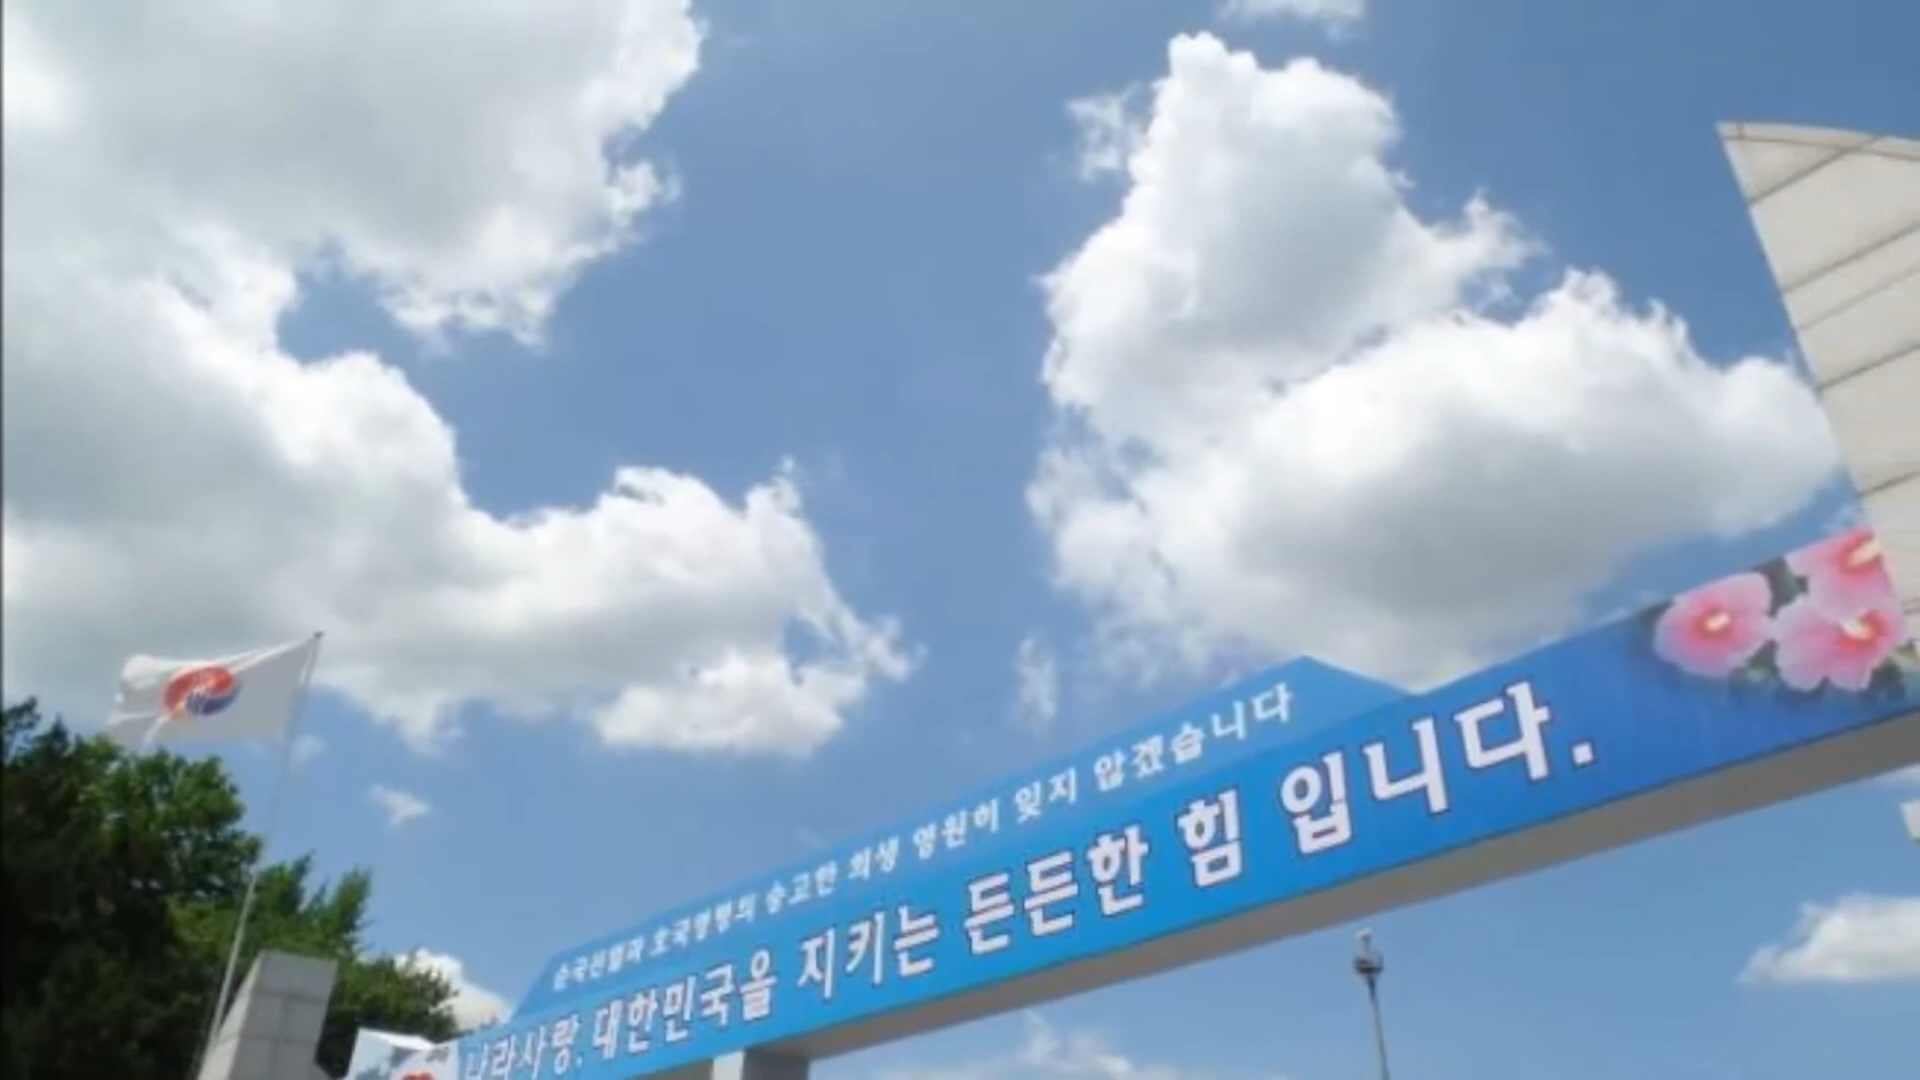 순국선열과 호국영령의 숭고한 희생 영원히 잊지 않겠습니다
나라사랑, 대한민국을 지키는 든든한 힘 입니다.